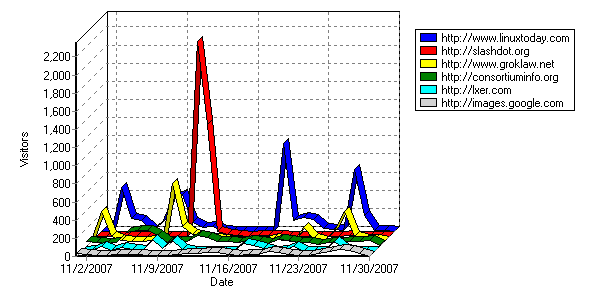 2,200
2,000
1,800
1,600
1,400
1,200
1,000
800
600
400
200
0
Visitors
11/2/2007 11/9/2007 11/16/2007 11/23/2007 11/30/2007
Date
http://www.linuxtoday.com
http://slashdot.org
http://www.groklaw.net
http://consortiuminfo.org
http://ker.com
http://images.google.com